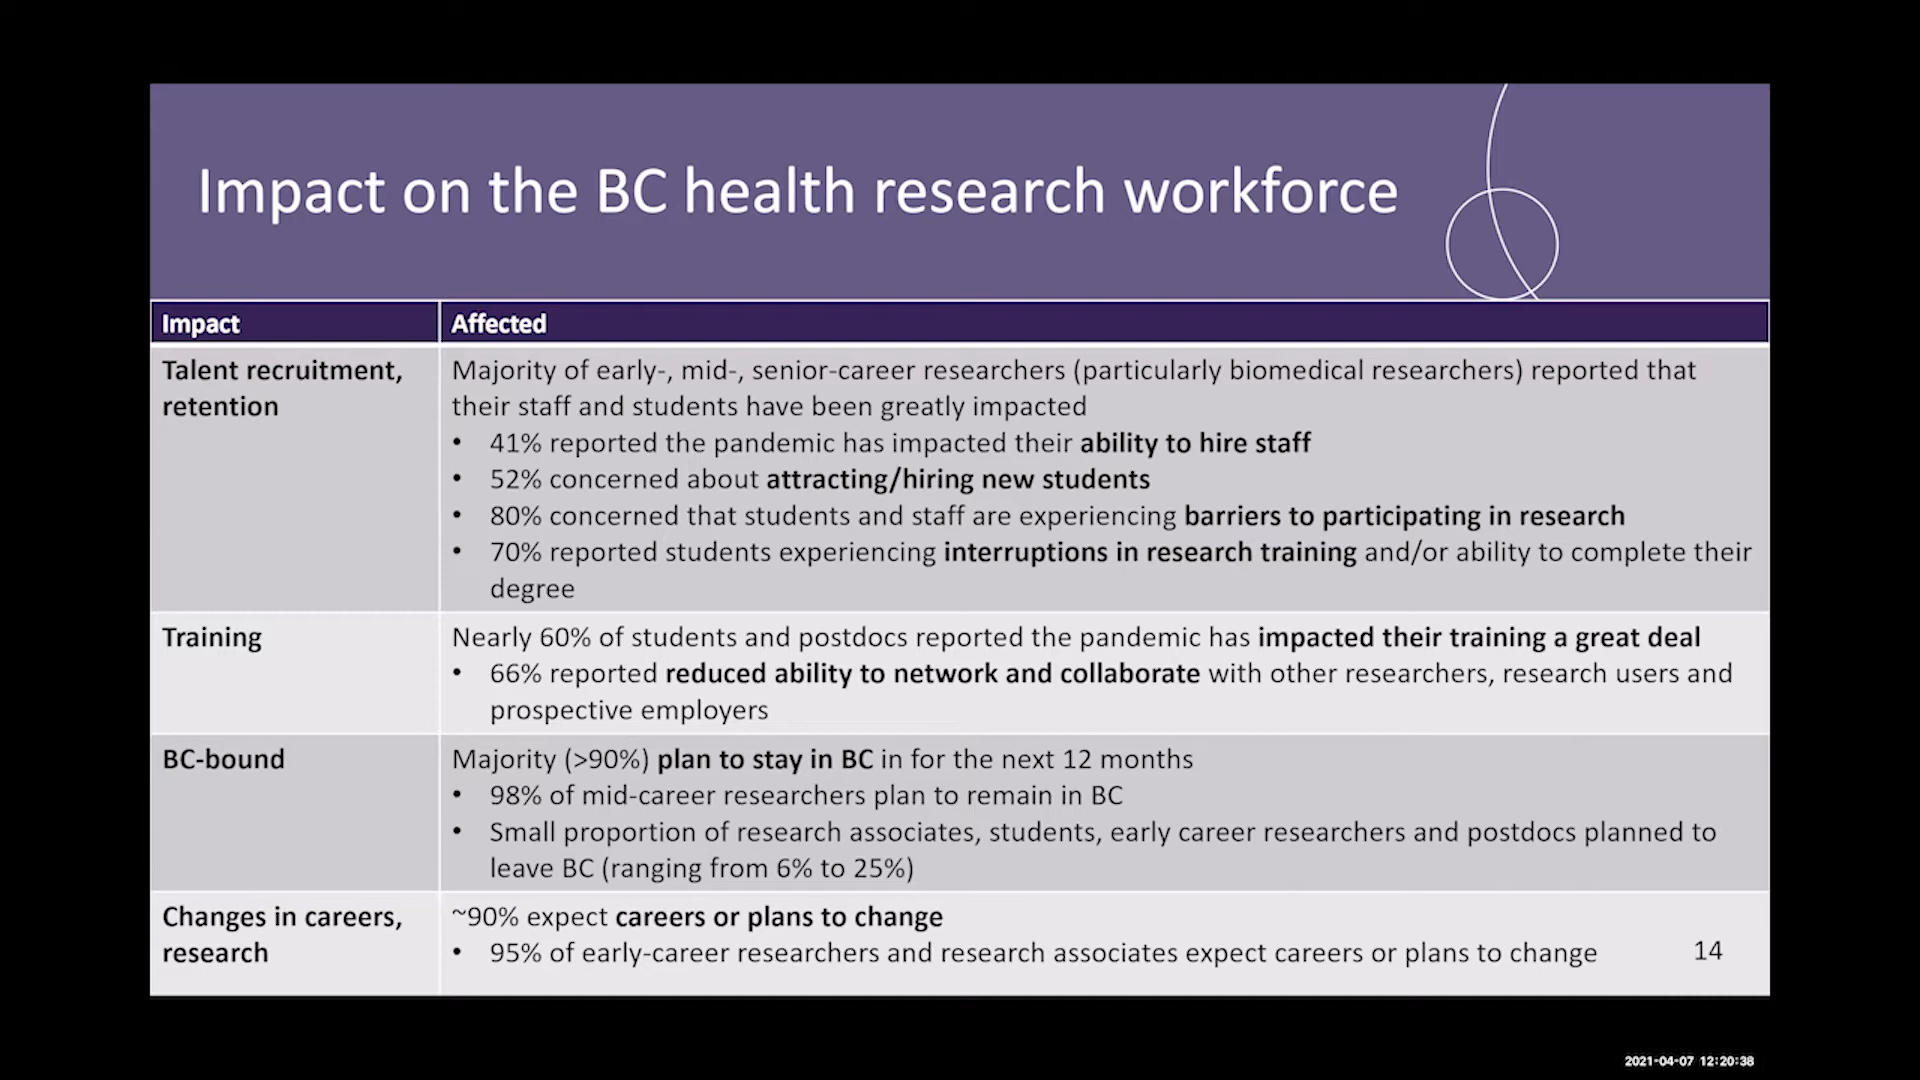 Impact on the BC health research workforce
Impact
Affected
Talent recruitment,
retention
Majority of early-, mid-, senior-career researchers (particularly biomedical researchers) reported that
their staff and students have been greatly impacted
• 41% reported the pandemic has impacted their ability to hire staff
• 52% concerned about attracting/hiring new students
• 80% concerned that students and staff are experiencing barriers to participating in research
• 70% reported students experiencing interruptions in research training and/or ability to complete their
degree
Training
Nearly 60% of students and postdocs reported the pandemic has impacted their training a great deal
• 66% reported reduced ability to network and collaborate with other researchers, research users and
prospective employers
BC-bound
Majority (>90%) plan to stay in BC in for the next 12 months
• 98% of mid-career researchers plan to remain in BC
• Small proportion of research associates, students, early career researchers and postdocs planned to
leave BC (ranging from 6% to 25%)
Changes in careers,
research
~90% expect careers or plans to change
• 95% of early-career researchers and research associates expect careers or plans to change
14
2021-04-07 12:20:38